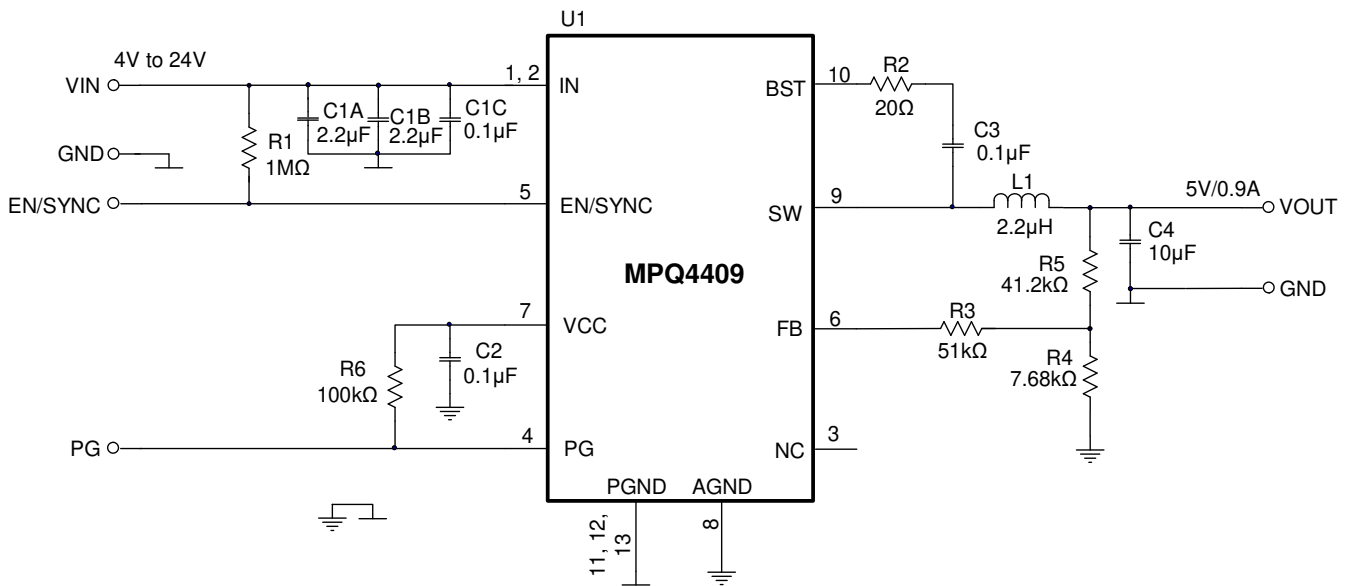 U1
4V to 24V
VIN
1, 2
IN
C1A
2.2µF
C1B
2.2µF
C1C
0.1µF
R1
1MΩ
GND
EN/SYNC
5
EN/SYNC
7
VCC
C2
0.1µF
R6
100kΩ
PG
4
PG
MPQ4409
BST
10
R2
20Ω
C3
0.1µF
SW
9
L1
2.2µH
5V/0.9A
VOUT
C4
10µF
GND
R5
41.2kΩ
FB
6
R3
51kΩ
R4
7.68kΩ
NC
3
PGND
AGND
11, 12,
13
8